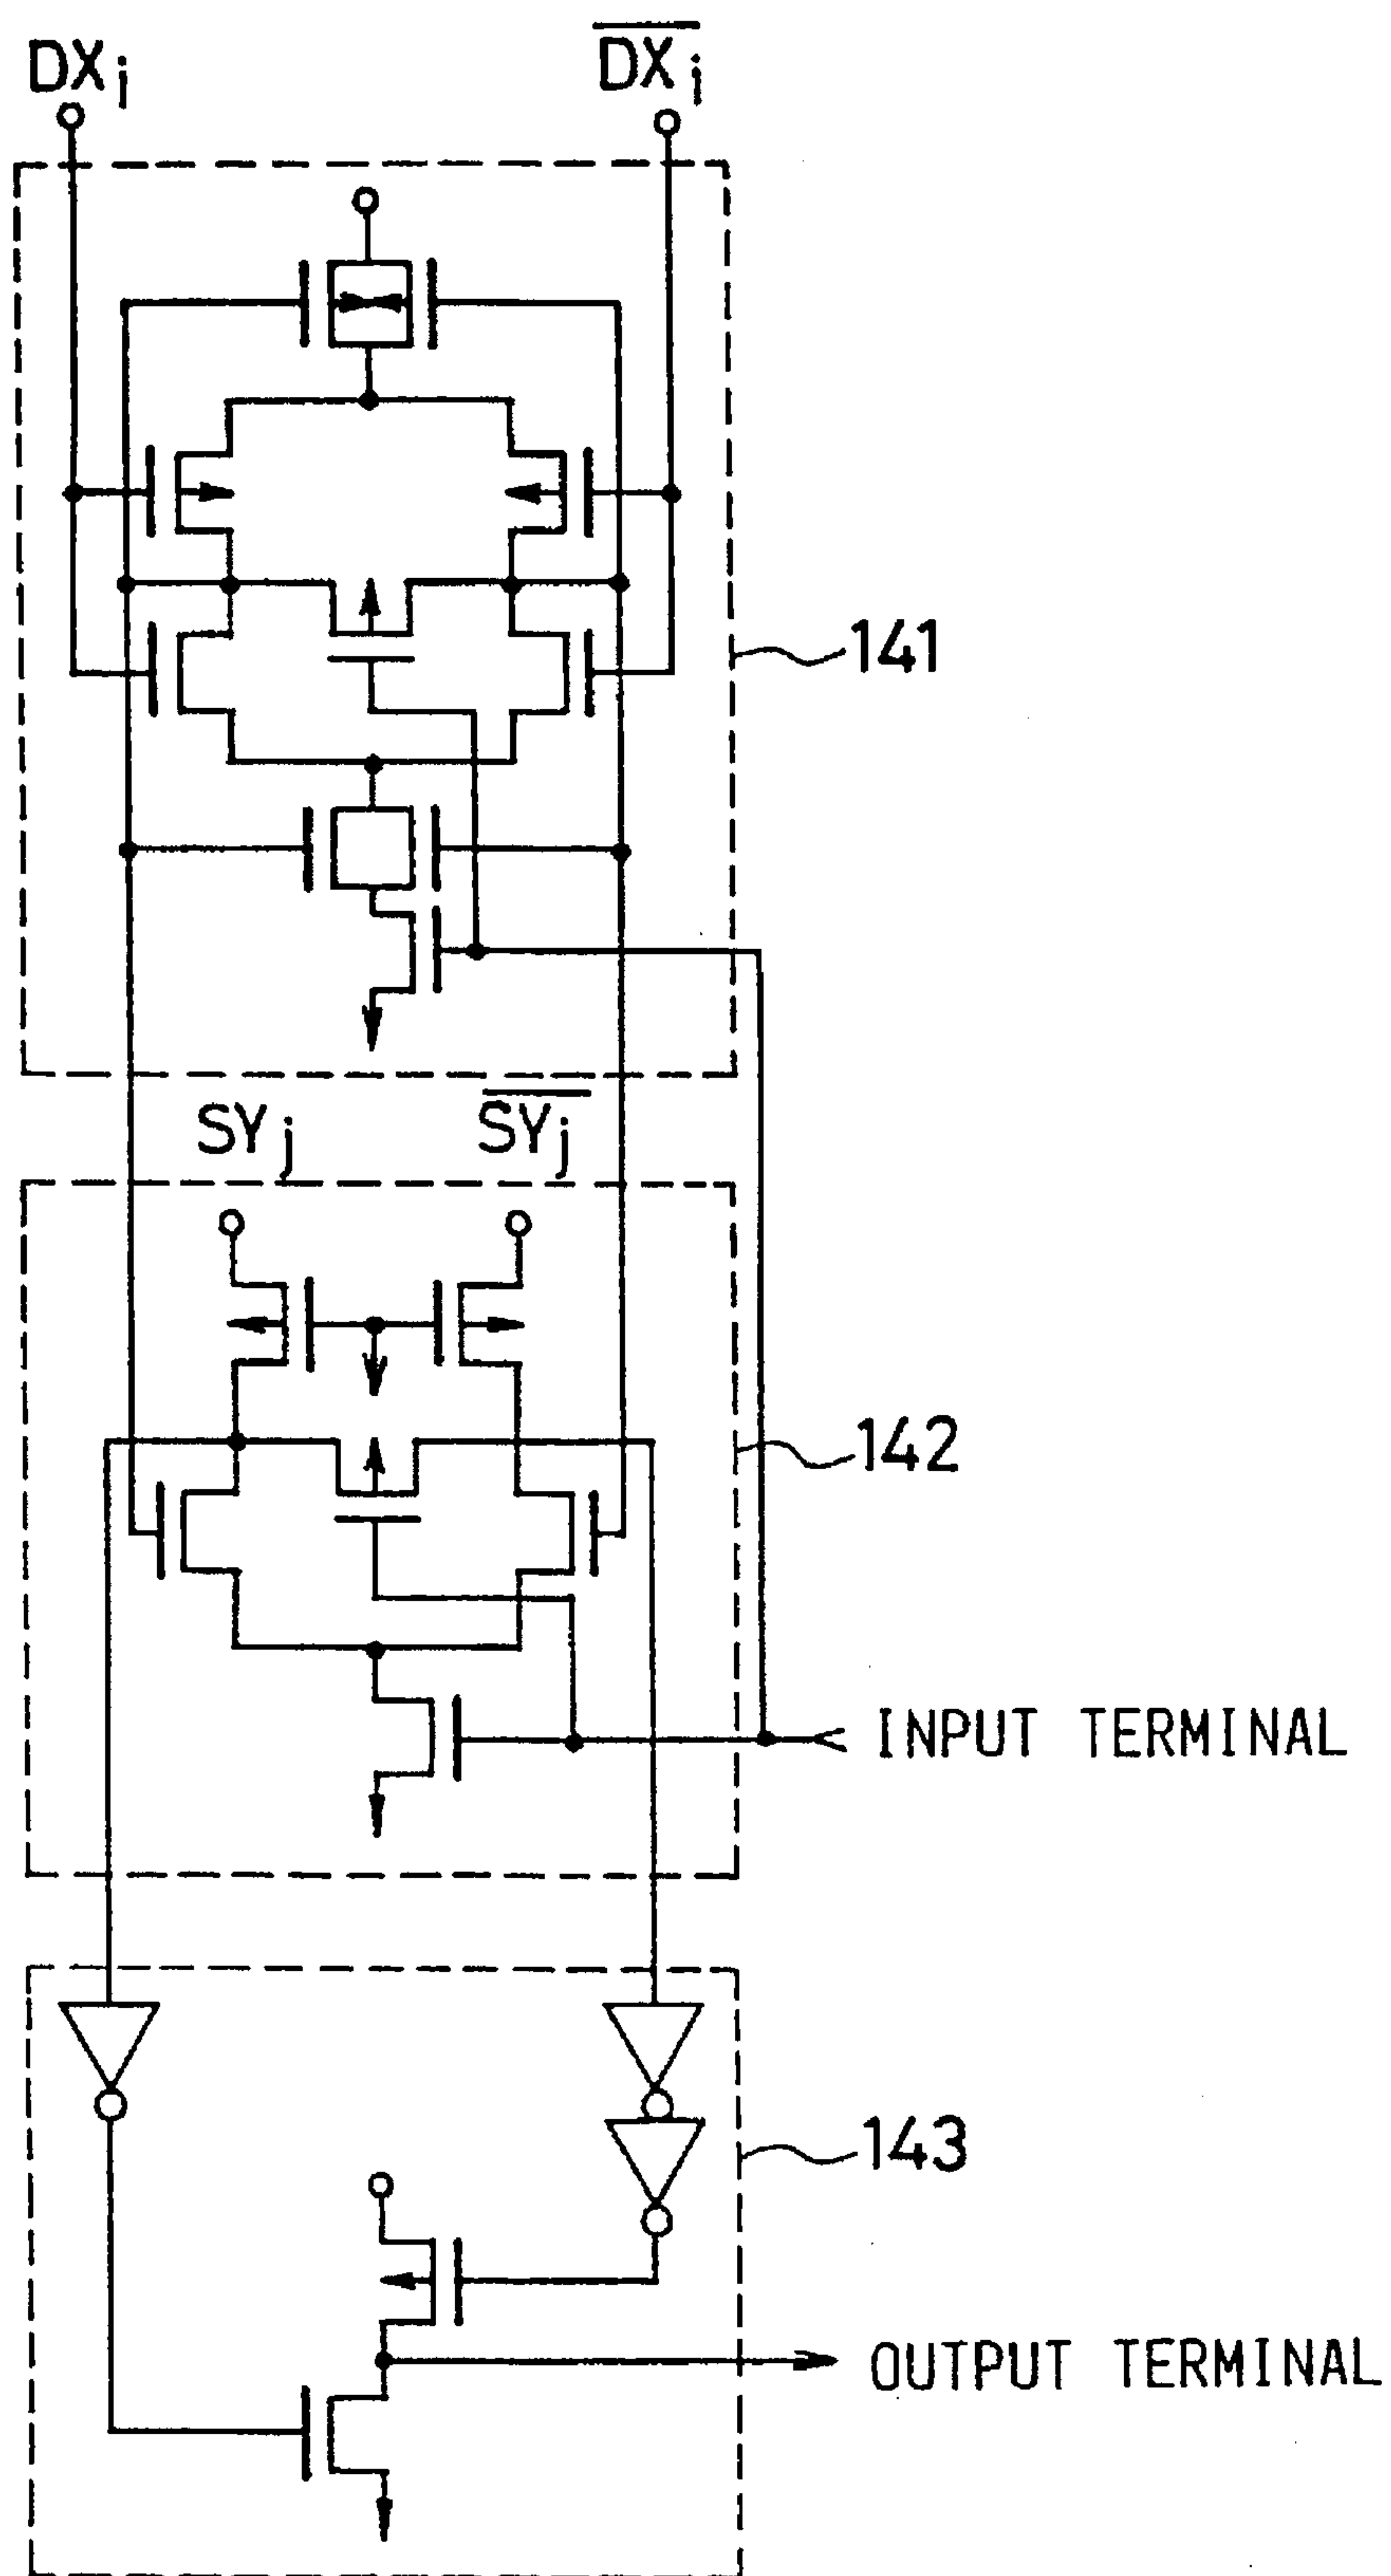 DXi
DXi
141
SYj
SYj
142
INPUT TERMINAL
143
OUTPUT TERMINAL